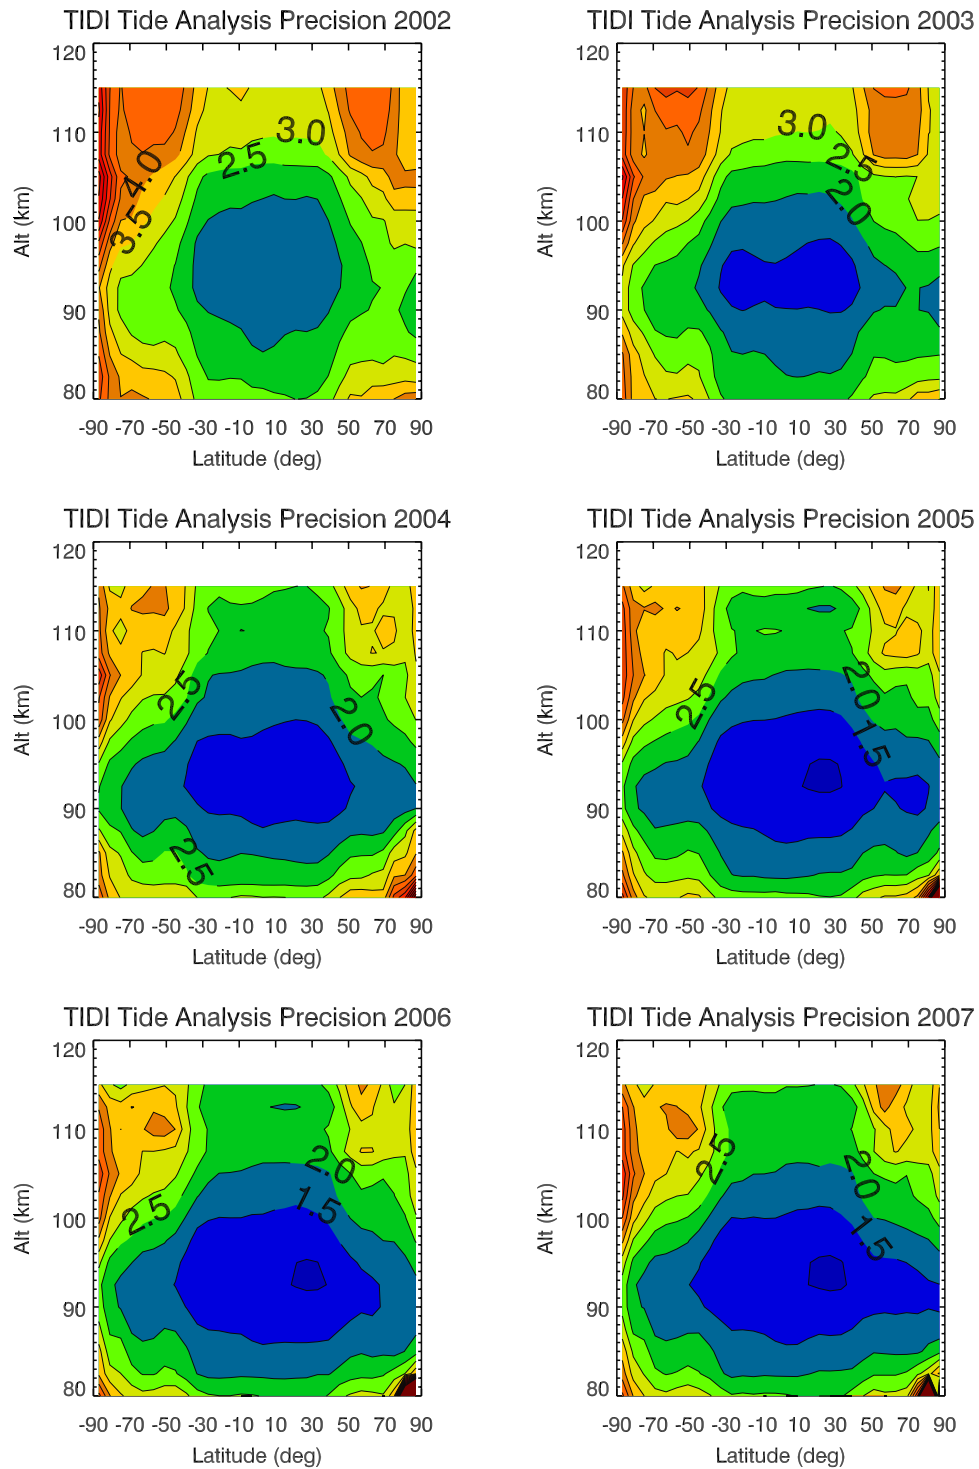 TIDI Tide Analysis Precision 2002
TIDI Tide Analysis Precision 2003
120
110
100
90
80
Alt (km)
3.0
2.5
4.0
3.5
-90 -70 -50 -30 -10 10 30 50 70 90
Latitude (deg)
120
110
100
90
80
Alt (km)
3.0
2.5
2.0
-90 -70 -50 -30 -10 10 30 50 70 90
Latitude (deg)
TIDI Tide Analysis Precision 2004
TIDI Tide Analysis Precision 2005
120
110
100
90
80
Alt (km)
2.5
2.0
2.5
-90 -70 -50 -30 -10 10 30 50 70 90
Latitude (deg)
120
110
100
90
80
Alt (km)
2.5
2.0
1.5
-90 -70 -50 -30 -10 10 30 50 70 90
Latitude (deg)
TIDI Tide Analysis Precision 2006
TIDI Tide Analysis Precision 2007
120
110
100
90
80
Alt (km)
2.0
1.5
2.5
-90 -70 -50 -30 -10 10 30 50 70 90
Latitude (deg)
120
110
100
90
80
Alt (km)
2.5
2.0
1.5
-90 -70 -50 -30 -10 10 30 50 70 90
Latitude (deg)